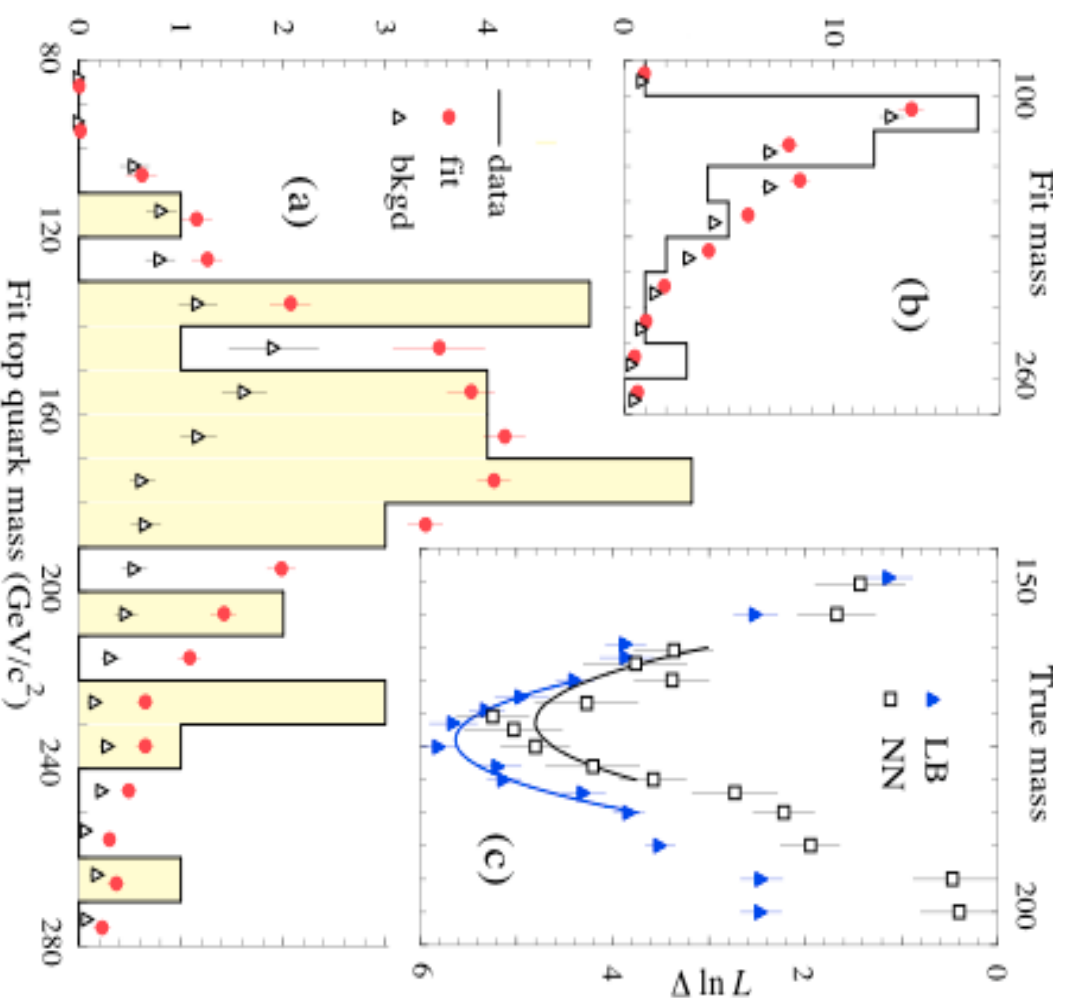 0
1
2
3
4
80
120
160
200
240
280
Fit top quark mass (GeV/c²)
data
fit
bkgd
(a)
0
10
100
260
Fit mass
(b)
150
200
True mass
LB
NN
(c)
6
4
2
0
Δ ln L